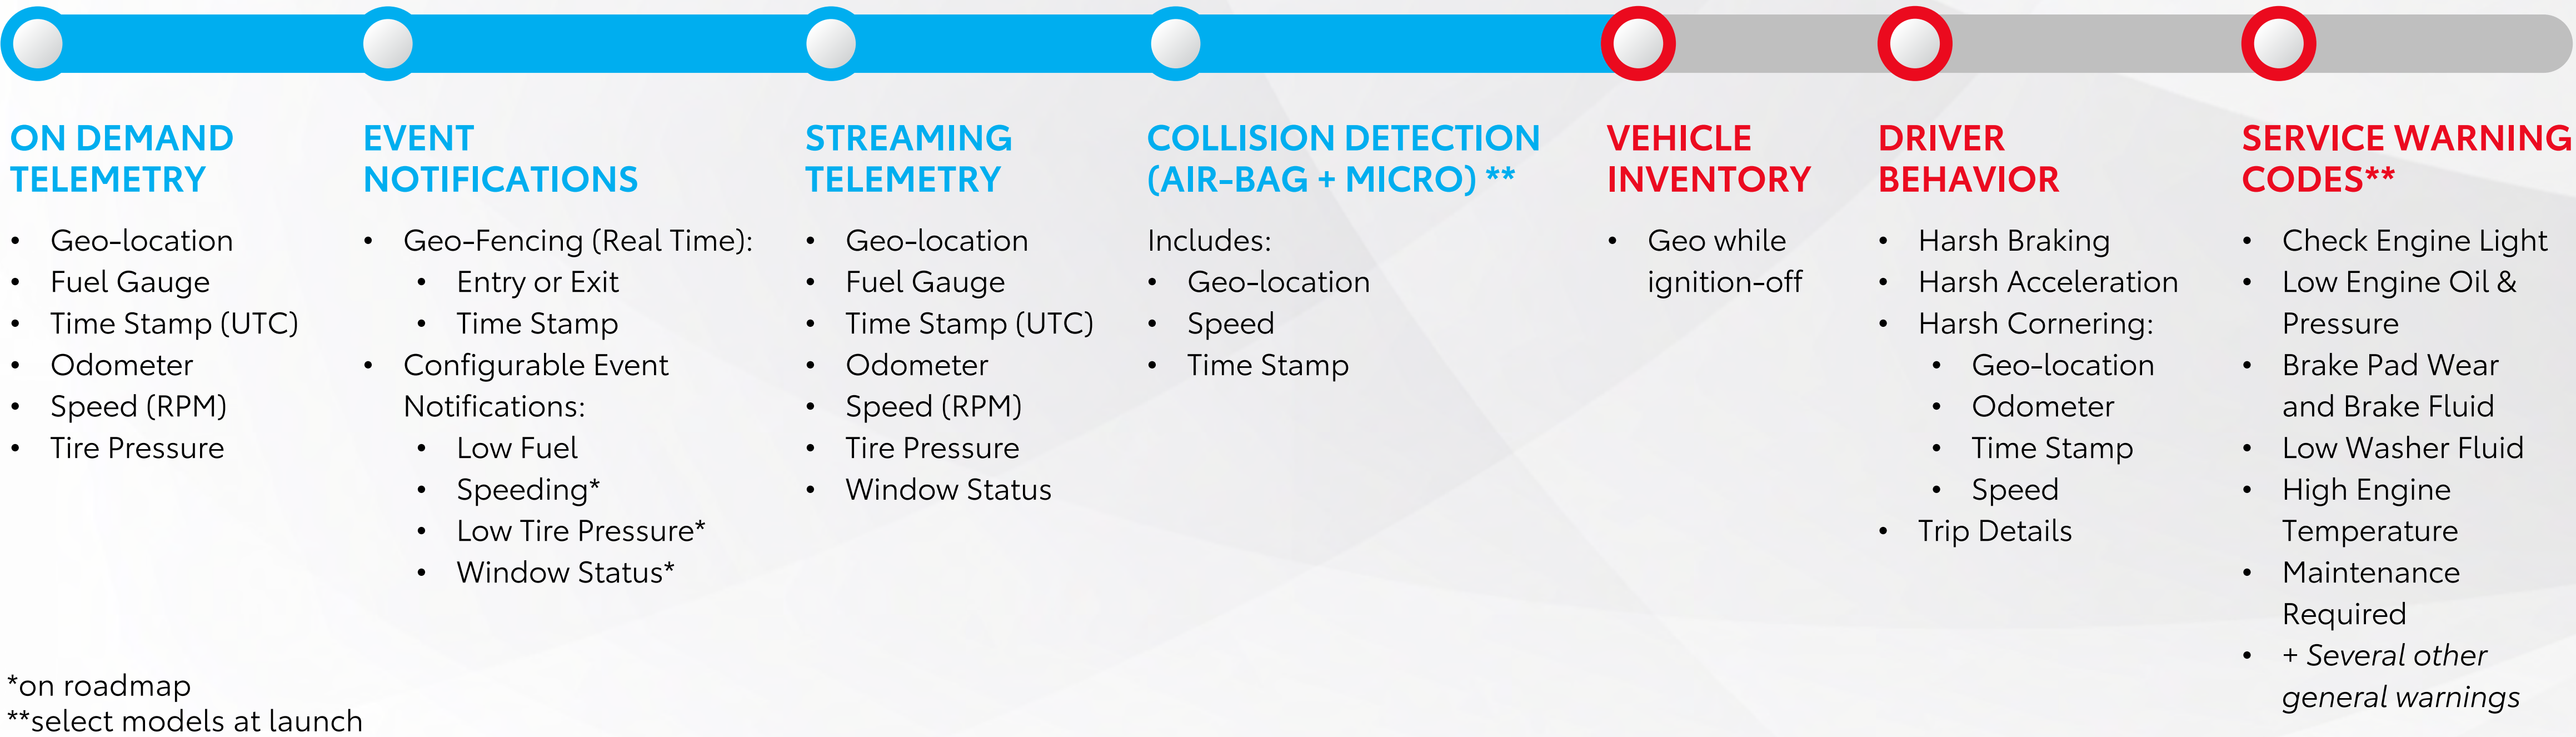 ON DEMAND
TELEMETRY
• Geo-location
• Fuel Gauge
• Time Stamp (UTC)
• Odometer
• Speed (RPM)
• Tire Pressure
EVENT
NOTIFICATIONS
• Geo-Fencing (Real Time):
• Entry or Exit
• Time Stamp
• Configurable Event
Notifications:
• Low Fuel
• Speeding*
• Low Tire Pressure*
• Window Status*
STREAMING
TELEMETRY
• Geo-location
• Fuel Gauge
• Time Stamp (UTC)
• Odometer
• Speed (RPM)
• Tire Pressure
• Window Status
COLLISION DETECTION
(AIR-BAG + MICRO) **
Includes:
• Geo-location
• Speed
• Time Stamp
VEHICLE
INVENTORY
• Geo while
ignition-off
DRIVER
BEHAVIOR
• Harsh Braking
• Harsh Acceleration
• Harsh Cornering:
• Geo-location
• Odometer
• Time Stamp
• Speed
• Trip Details
SERVICE WARNING
CODES**
• Check Engine Light
• Low Engine Oil &
Pressure
• Brake Pad Wear
and Brake Fluid
• Low Washer Fluid
• High Engine
Temperature
• Maintenance
Required
• + Several other
general warnings
*on roadmap
**select models at launch